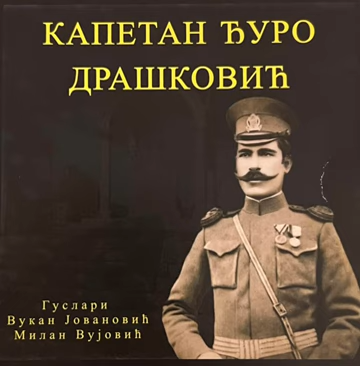 КАПЕТАН ЂУРО
ДРАШКОВИЋ
Гуслари
Вукан Јовановић
Милан Вујовић